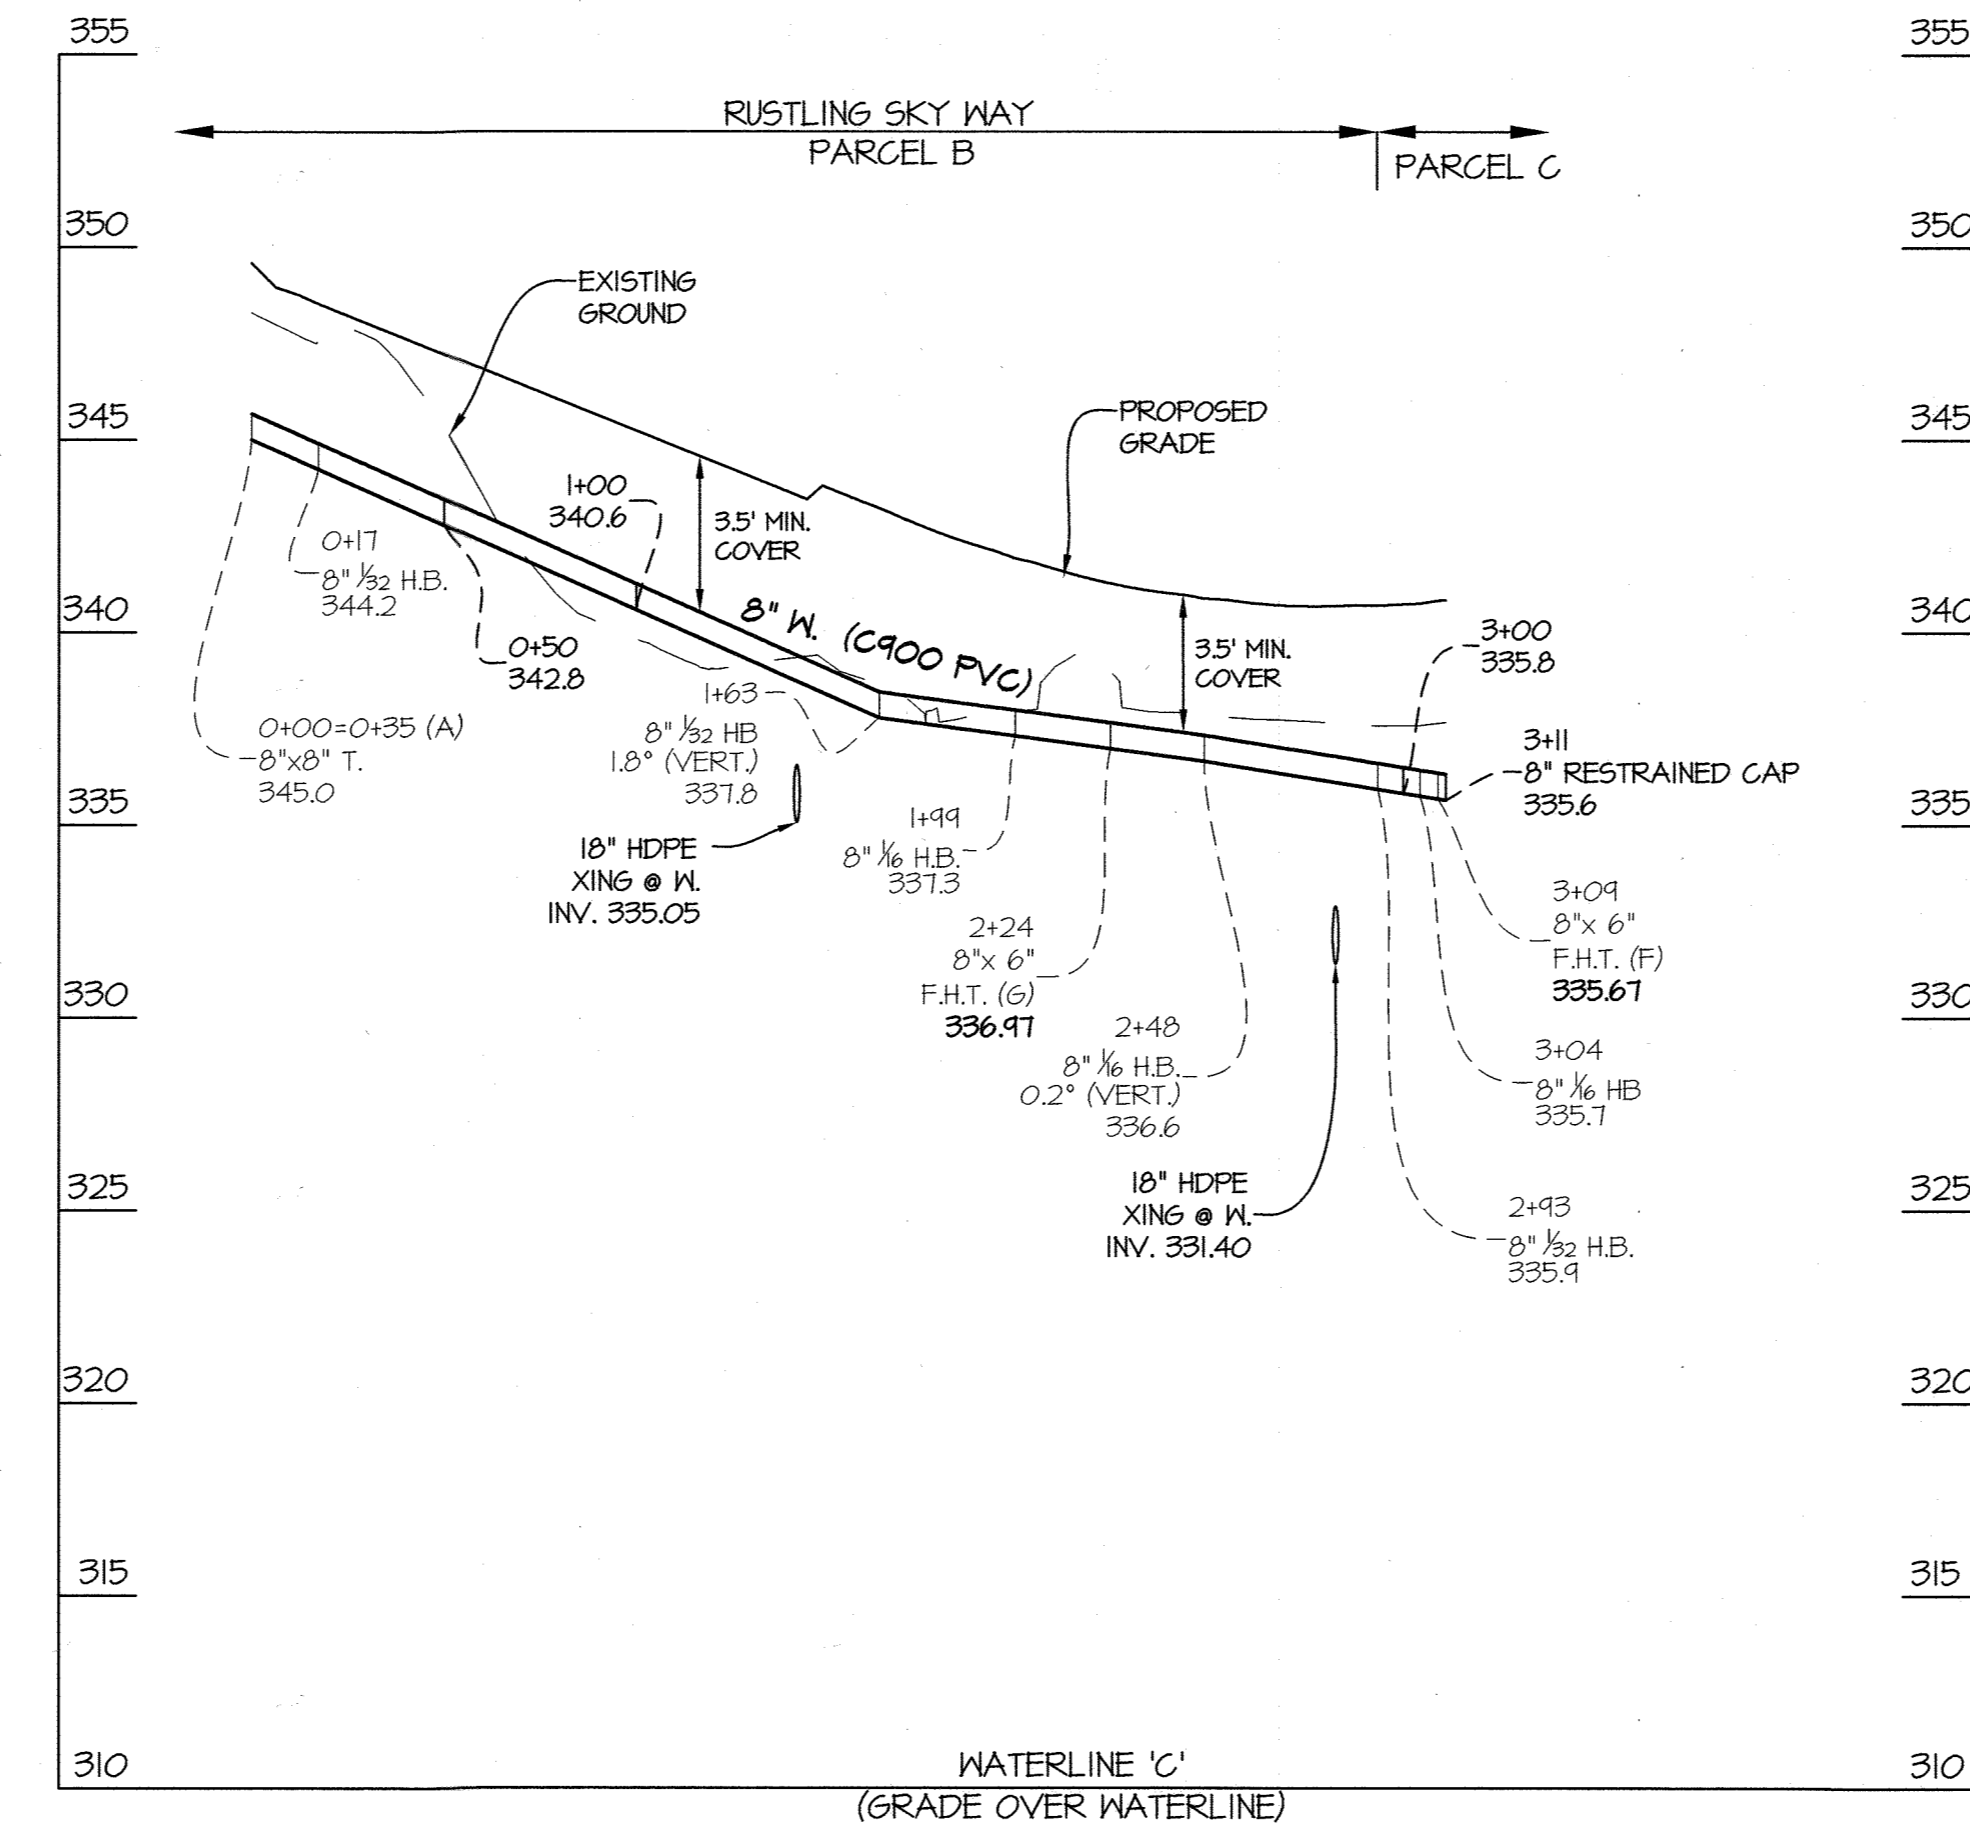 355
355
RUSTLING SKY WAY
PARCEL B
PARCEL C
350
350
EXISTING
GROUND
345
345
PROPOSED
GRADE
1+00
340.6
3.5' MIN.
COVER
0+17
8" 1/32 H.B.
344.2
340
340
8" W. (C900 PVC)
0+50
342.8
3.5' MIN.
COVER
3+00
335.8
1+63
8" 1/32 HB
1.8° (VERT.)
337.8
0+00=0+35 (A)
8"x8" T.
345.0
3+11
8" RESTRAINED CAP
335.6
335
335
18" HDPE
XING @ W.
INV. 335.05
1+99
8" 1/16 H.B.
337.3
3+09
8"x 6"
F.H.T. (F)
335.67
2+24
8"x 6"
F.H.T. (G)
336.97
330
330
2+48
8" 1/16 H.B.
0.2° (VERT.)
336.6
3+04
8" 1/16 HB
335.7
18" HDPE
XING @ W.
INV. 331.40
325
325
2+93
8" 1/32 H.B.
335.9
320
320
315
315
310
310
WATERLINE 'C'
(GRADE OVER WATERLINE)